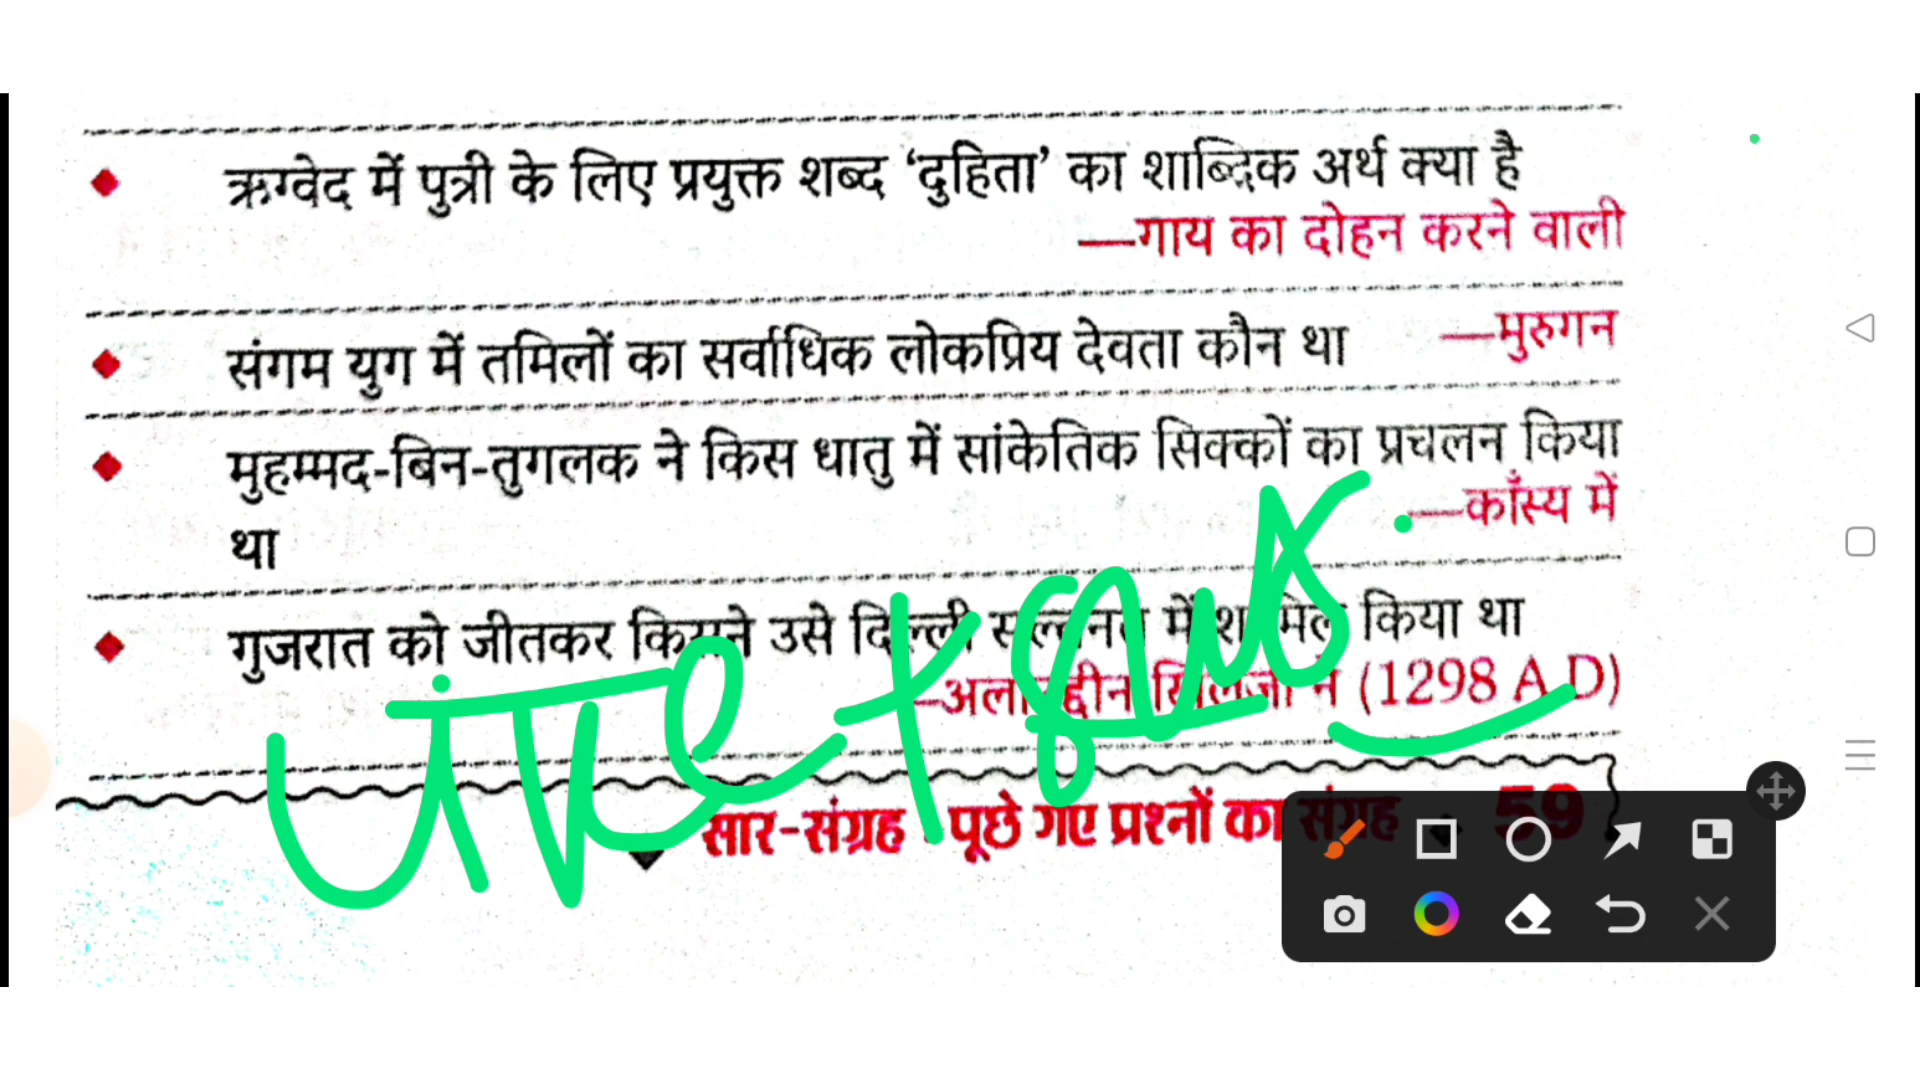 ऋग्वेद में पुत्री के लिए प्रयुक्त शब्द ‘दुहिता’ का शाब्दिक अर्थ क्या है
—गाय का दोहन करने वाली
संगम युग में तमिलों का सर्वाधिक लोकप्रिय देवता कौन था —मुरुगन
मुहम्मद-बिन-तुगलक ने किस धातु में सांकेतिक सिक्कों का प्रचलन किया
—काँस्य में
था
गुजरात को जीतकर किसने उसे दिल्ली सल्तनत में शामिल किया था
—अलाउद्दीन खिलजी ने (1298 A.D)
सार-संग्रह : पूछे गए प्रश्नों का संग्रह 59